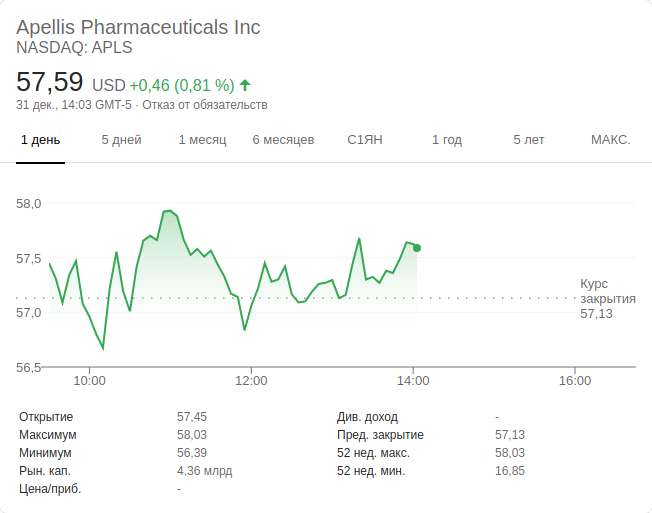 Apellis Pharmaceuticals Inc
NASDAQ: APLS
57,59 USD +0,46 (0,81 %)
31 дек., 14:03 GMT-5 · Отказ от обязательств
1 день 5 дней 1 месяц 6 месяцев С1ЯН 1 год 5 лет МАКС.
58,0
57,5
Курс
закрытия
57,13
57,0
56,5
10:00 12:00 14:00 16:00
Открытие 57,45 Див. доход -
Максимум 58,03 Пред. закрытие 57,13
Минимум 56,39 52 нед. макс. 58,03
Рын. кап. 4,36 млрд 52 нед. мин. 16,85
Цена/приб. -